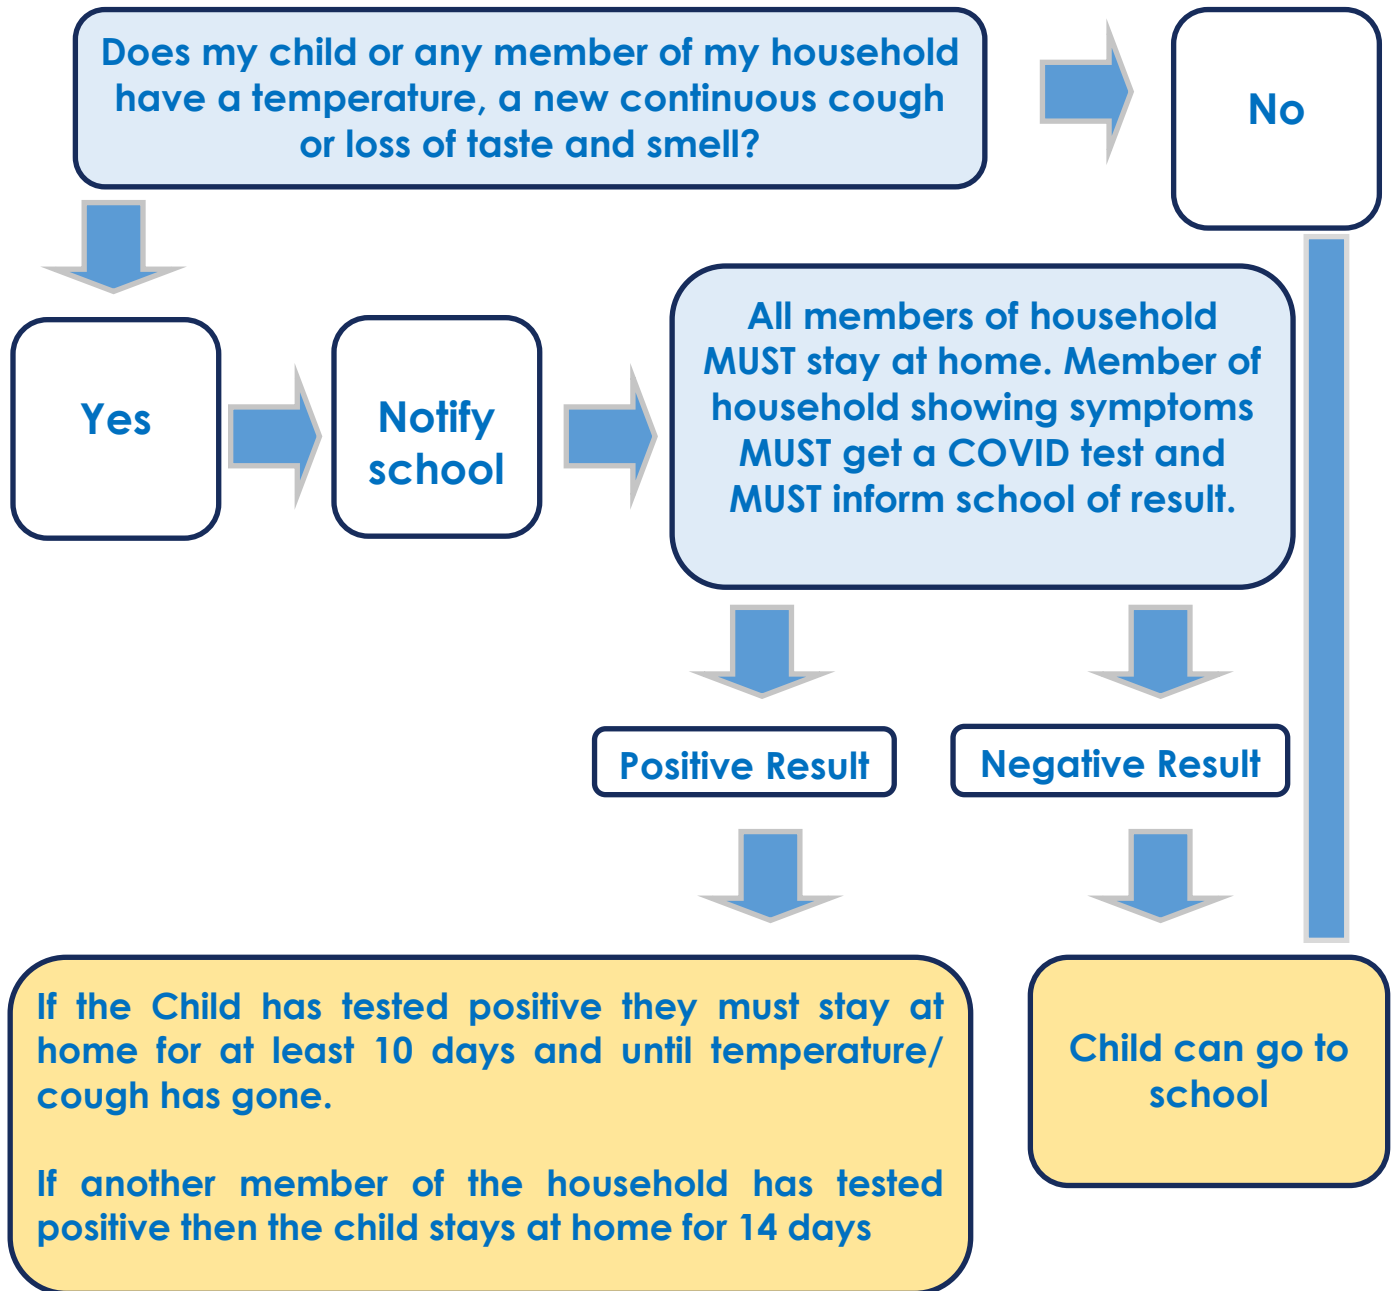 Does my child or any member of my household
have a temperature, a new continuous cough
or loss of taste and smell?
No
Yes
Notify
school
All members of household
MUST stay at home. Member of
household showing symptoms
MUST get a COVID test and
MUST inform school of result.
Positive Result
Negative Result
If the Child has tested positive they must stay at
home for at least 10 days and until temperature/
cough has gone.
If another member of the household has tested
positive then the child stays at home for 14 days
Child can go to
school